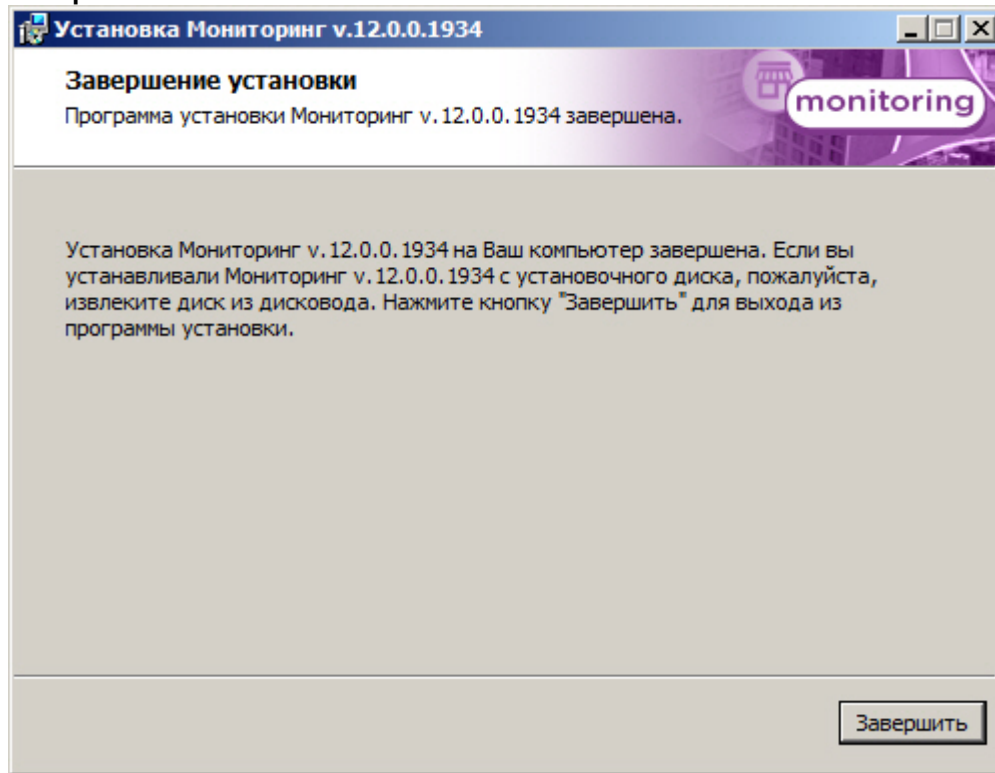 Установка Мониторинг v.12.0.0.1934
Завершение установки
Программа установки Мониторинг v.12.0.0.1934 завершена.
monitoring
Установка Мониторинг v.12.0.0.1934 на Ваш компьютер завершена. Если вы
устанавливали Мониторинг v.12.0.0.1934 с установочного диска, пожалуйста,
извлеките диск из дисковода. Нажмите кнопку "Завершить" для выхода из
программы установки.
Завершить